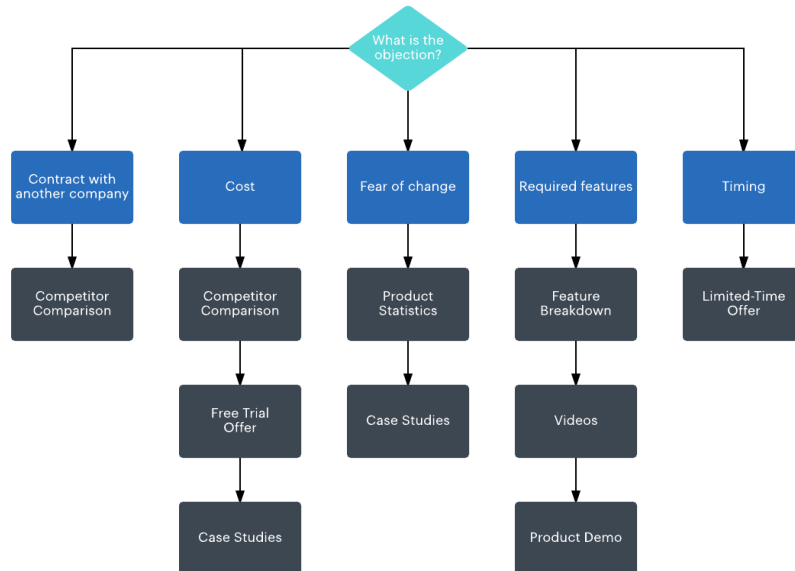 What is the
objection?
Contract with
another company
Cost
Fear of change
Required features
Timing
Competitor
Comparison
Competitor
Comparison
Product
Statistics
Feature
Breakdown
Limited-Time
Offer
Free Trial
Offer
Case Studies
Videos
Case Studies
Product Demo